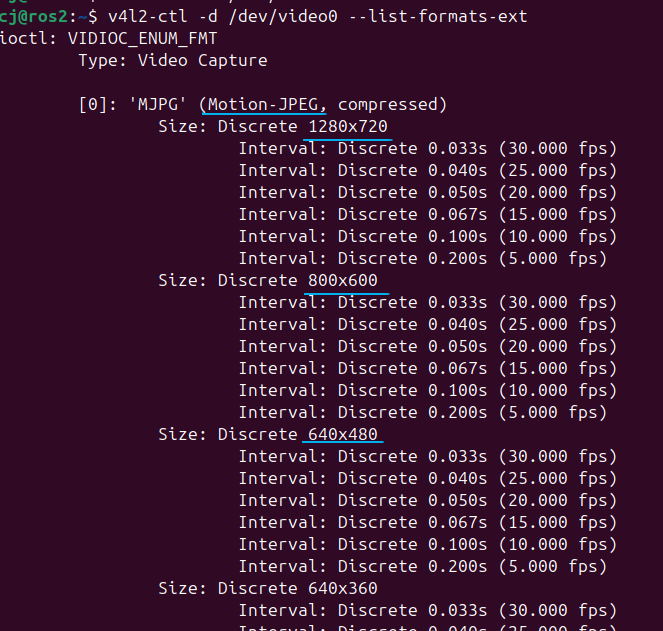 cj@ros2:~$ v4l2-ctl -d /dev/video0 --list-formats-ext
ioctl: VIDIOC_ENUM_FMT
Type: Video Capture
[0]: 'MJPG' (Motion-JPEG, compressed)
Size: Discrete 1280x720
Interval: Discrete 0.033s (30.000 fps)
Interval: Discrete 0.040s (25.000 fps)
Interval: Discrete 0.050s (20.000 fps)
Interval: Discrete 0.067s (15.000 fps)
Interval: Discrete 0.100s (10.000 fps)
Interval: Discrete 0.200s (5.000 fps)
Size: Discrete 800x600
Interval: Discrete 0.033s (30.000 fps)
Interval: Discrete 0.040s (25.000 fps)
Interval: Discrete 0.050s (20.000 fps)
Interval: Discrete 0.067s (15.000 fps)
Interval: Discrete 0.100s (10.000 fps)
Interval: Discrete 0.200s (5.000 fps)
Size: Discrete 640x480
Interval: Discrete 0.033s (30.000 fps)
Interval: Discrete 0.040s (25.000 fps)
Interval: Discrete 0.050s (20.000 fps)
Interval: Discrete 0.067s (15.000 fps)
Interval: Discrete 0.100s (10.000 fps)
Interval: Discrete 0.200s (5.000 fps)
Size: Discrete 640x360
Interval: Discrete 0.033s (30.000 fps)
Interval: Discrete 0.040s (25.000 fps)